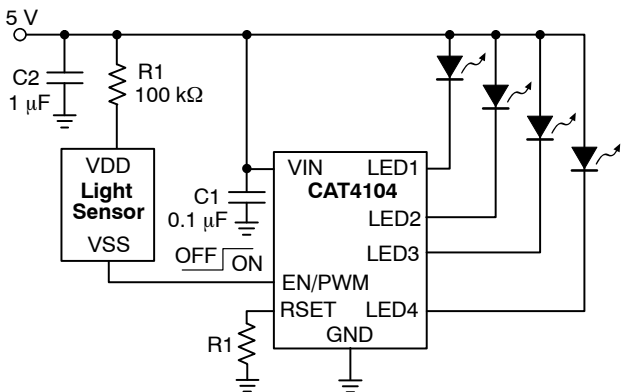 5 V
C2
1 μF
R1
100 kΩ
VDD
Light
Sensor
VSS
C1
0.1 μF
OFF
ON
VIN
LED1
CAT4104
LED2
LED3
EN/PWM
RSET
LED4
GND
R1